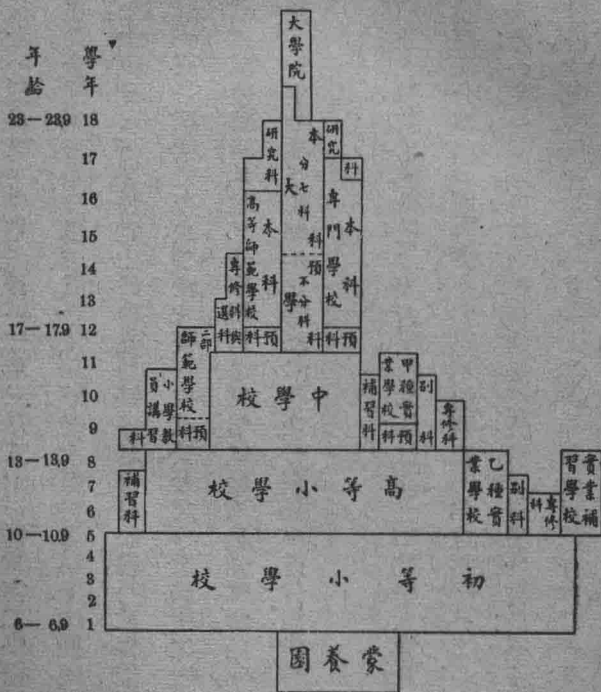 大學院
年齡
學年
23—23.9 18
17
16
15
14
13
17—17.9 12
11
10
9
13—13.9 8
7
6
10—10.9 5
4
3
2
6—6.9 1
研究科
本科
高等師範學校
預科
專修科與選科
大學
本科
分七科
預科
不分科
研究科
專門學校
本科
預科
二部
師範學校
預科
小學教員講習科
中學校
補習科
甲種實業學校
預科
別科
專修科
補習科
高等小學校
乙種實業學校
別科
專修科
實業補習學校
初等小學校
蒙養園